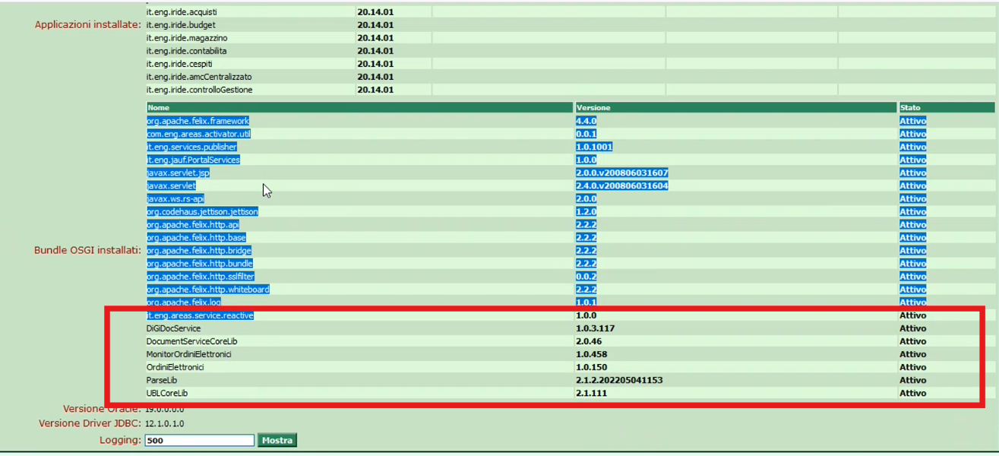 it.eng.iride.acquisti 20.14.01
Applicazioni installate: it.eng.iride.budget 20.14.01
it.eng.iride.magazzino 20.14.01
it.eng.iride.contabilita 20.14.01
it.eng.iride.cespiti 20.14.01
it.eng.iride.amcCentralizzato 20.14.01
it.eng.iride.controlloGestione 20.14.01
Nome Versione Stato
org.apache.felix.framework 4.4.0 Attivo
com.eng.areas.activator.util 0.0.1 Attivo
it.eng.services.publisher 1.0.1001 Attivo
it.eng.jauf.PortalServices 1.0.0 Attivo
javax.servlet.jsp 2.0.0.v200806031607 Attivo
javax.servlet 2.4.0.v200806031604 Attivo
javax.ws.rs-api 2.0.0 Attivo
org.codehaus.jettison.jettison 1.2.0 Attivo
org.apache.felix.http.api 2.2.2 Attivo
org.apache.felix.http.base 2.2.2 Attivo
Bundle OSGI installati: org.apache.felix.http.bridge 2.2.2 Attivo
org.apache.felix.http.bundle 2.2.2 Attivo
org.apache.felix.http.sslfilter 0.0.2 Attivo
org.apache.felix.http.whiteboard 2.2.2 Attivo
org.apache.felix.log 1.0.1 Attivo
it.eng.areas.service.reactive 1.0.0 Attivo
DiGiDocService 1.0.3.117 Attivo
DocumentServiceCoreLib 2.0.46 Attivo
MonitorOrdiniElettronici 1.0.458 Attivo
OrdiniElettronici 1.0.150 Attivo
ParseLib 2.1.2.202205041153 Attivo
UBLCoreLib 2.1.111 Attivo
Versione Oracle: 19.0.0.0.0
Versione Driver JDBC: 12.1.0.1.0
Logging: 500 Mostra